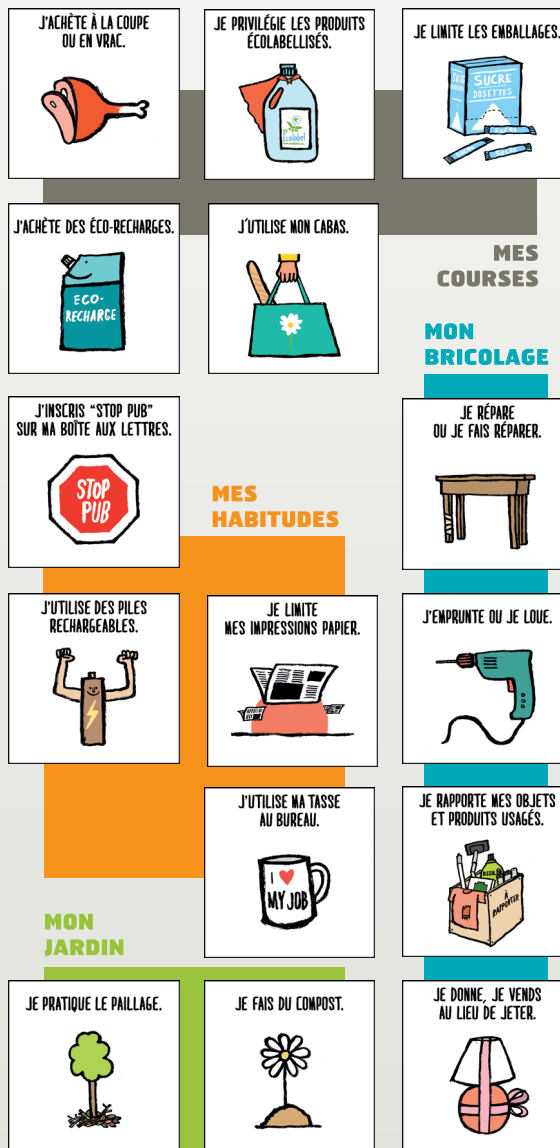 J'ACHÈTE À LA COUPE
OU EN VRAC.
JE PRIVILÉGIE LES PRODUITS
ÉCOLABELLISÉS.
Écolabel
JE LIMITE LES EMBALLAGES.
SUCRE
DOSETTES
J'ACHÈTE DES ÉCO-RECHARGES.
ECO-
RECHARGE
J'UTILISE MON CABAS.
MES
COURSES
MON
BRICOLAGE
J'INSCRIS "STOP PUB"
SUR MA BOÎTE AUX LETTRES.
STOP
PUB
MES
HABITUDES
JE RÉPARE
OU JE FAIS RÉPARER.
J'UTILISE DES PILES
RECHARGEABLES.
JE LIMITE
MES IMPRESSIONS PAPIER.
J'EMPRUNTE OU JE LOUE.
J'UTILISE MA TASSE
AU BUREAU.
I
MY JOB
JE RAPPORTE MES OBJETS
ET PRODUITS USAGÉS.
À
RAPPORTER
MON
JARDIN
JE PRATIQUE LE PAILLAGE.
JE FAIS DU COMPOST.
JE DONNE, JE VENDS
AU LIEU DE JETER.